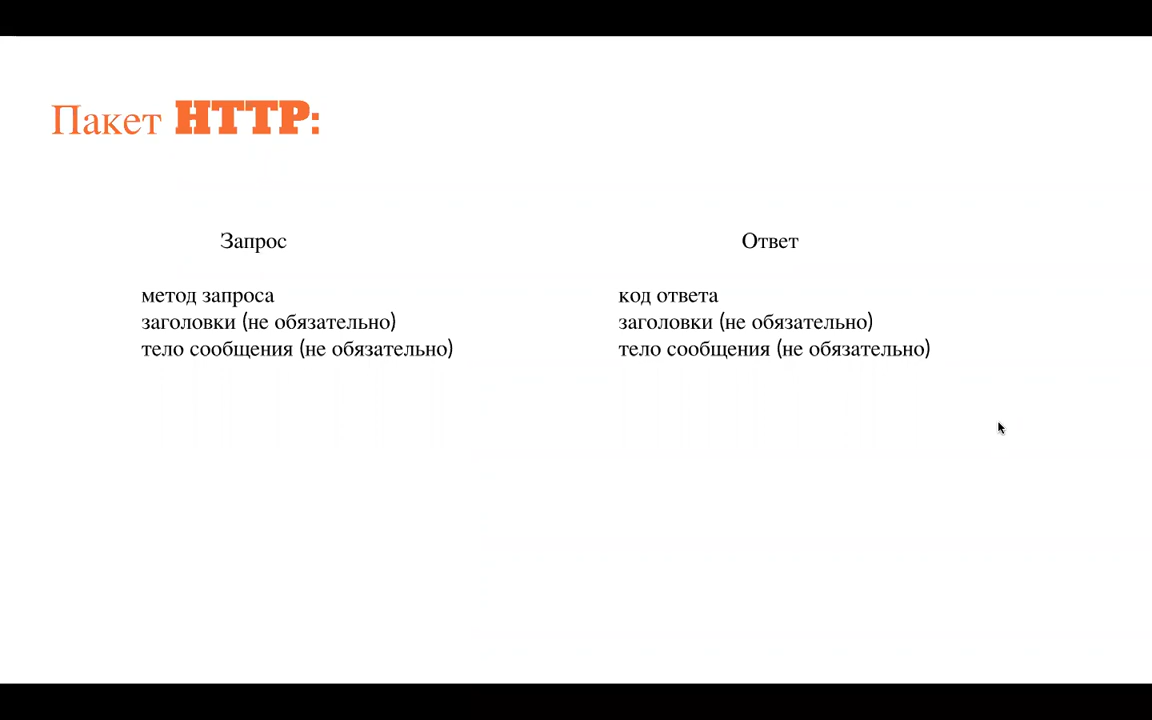 Пакет HTTP:
Запрос
метод запроса
заголовки (не обязательно)
тело сообщения (не обязательно)
Ответ
код ответа
заголовки (не обязательно)
тело сообщения (не обязательно)